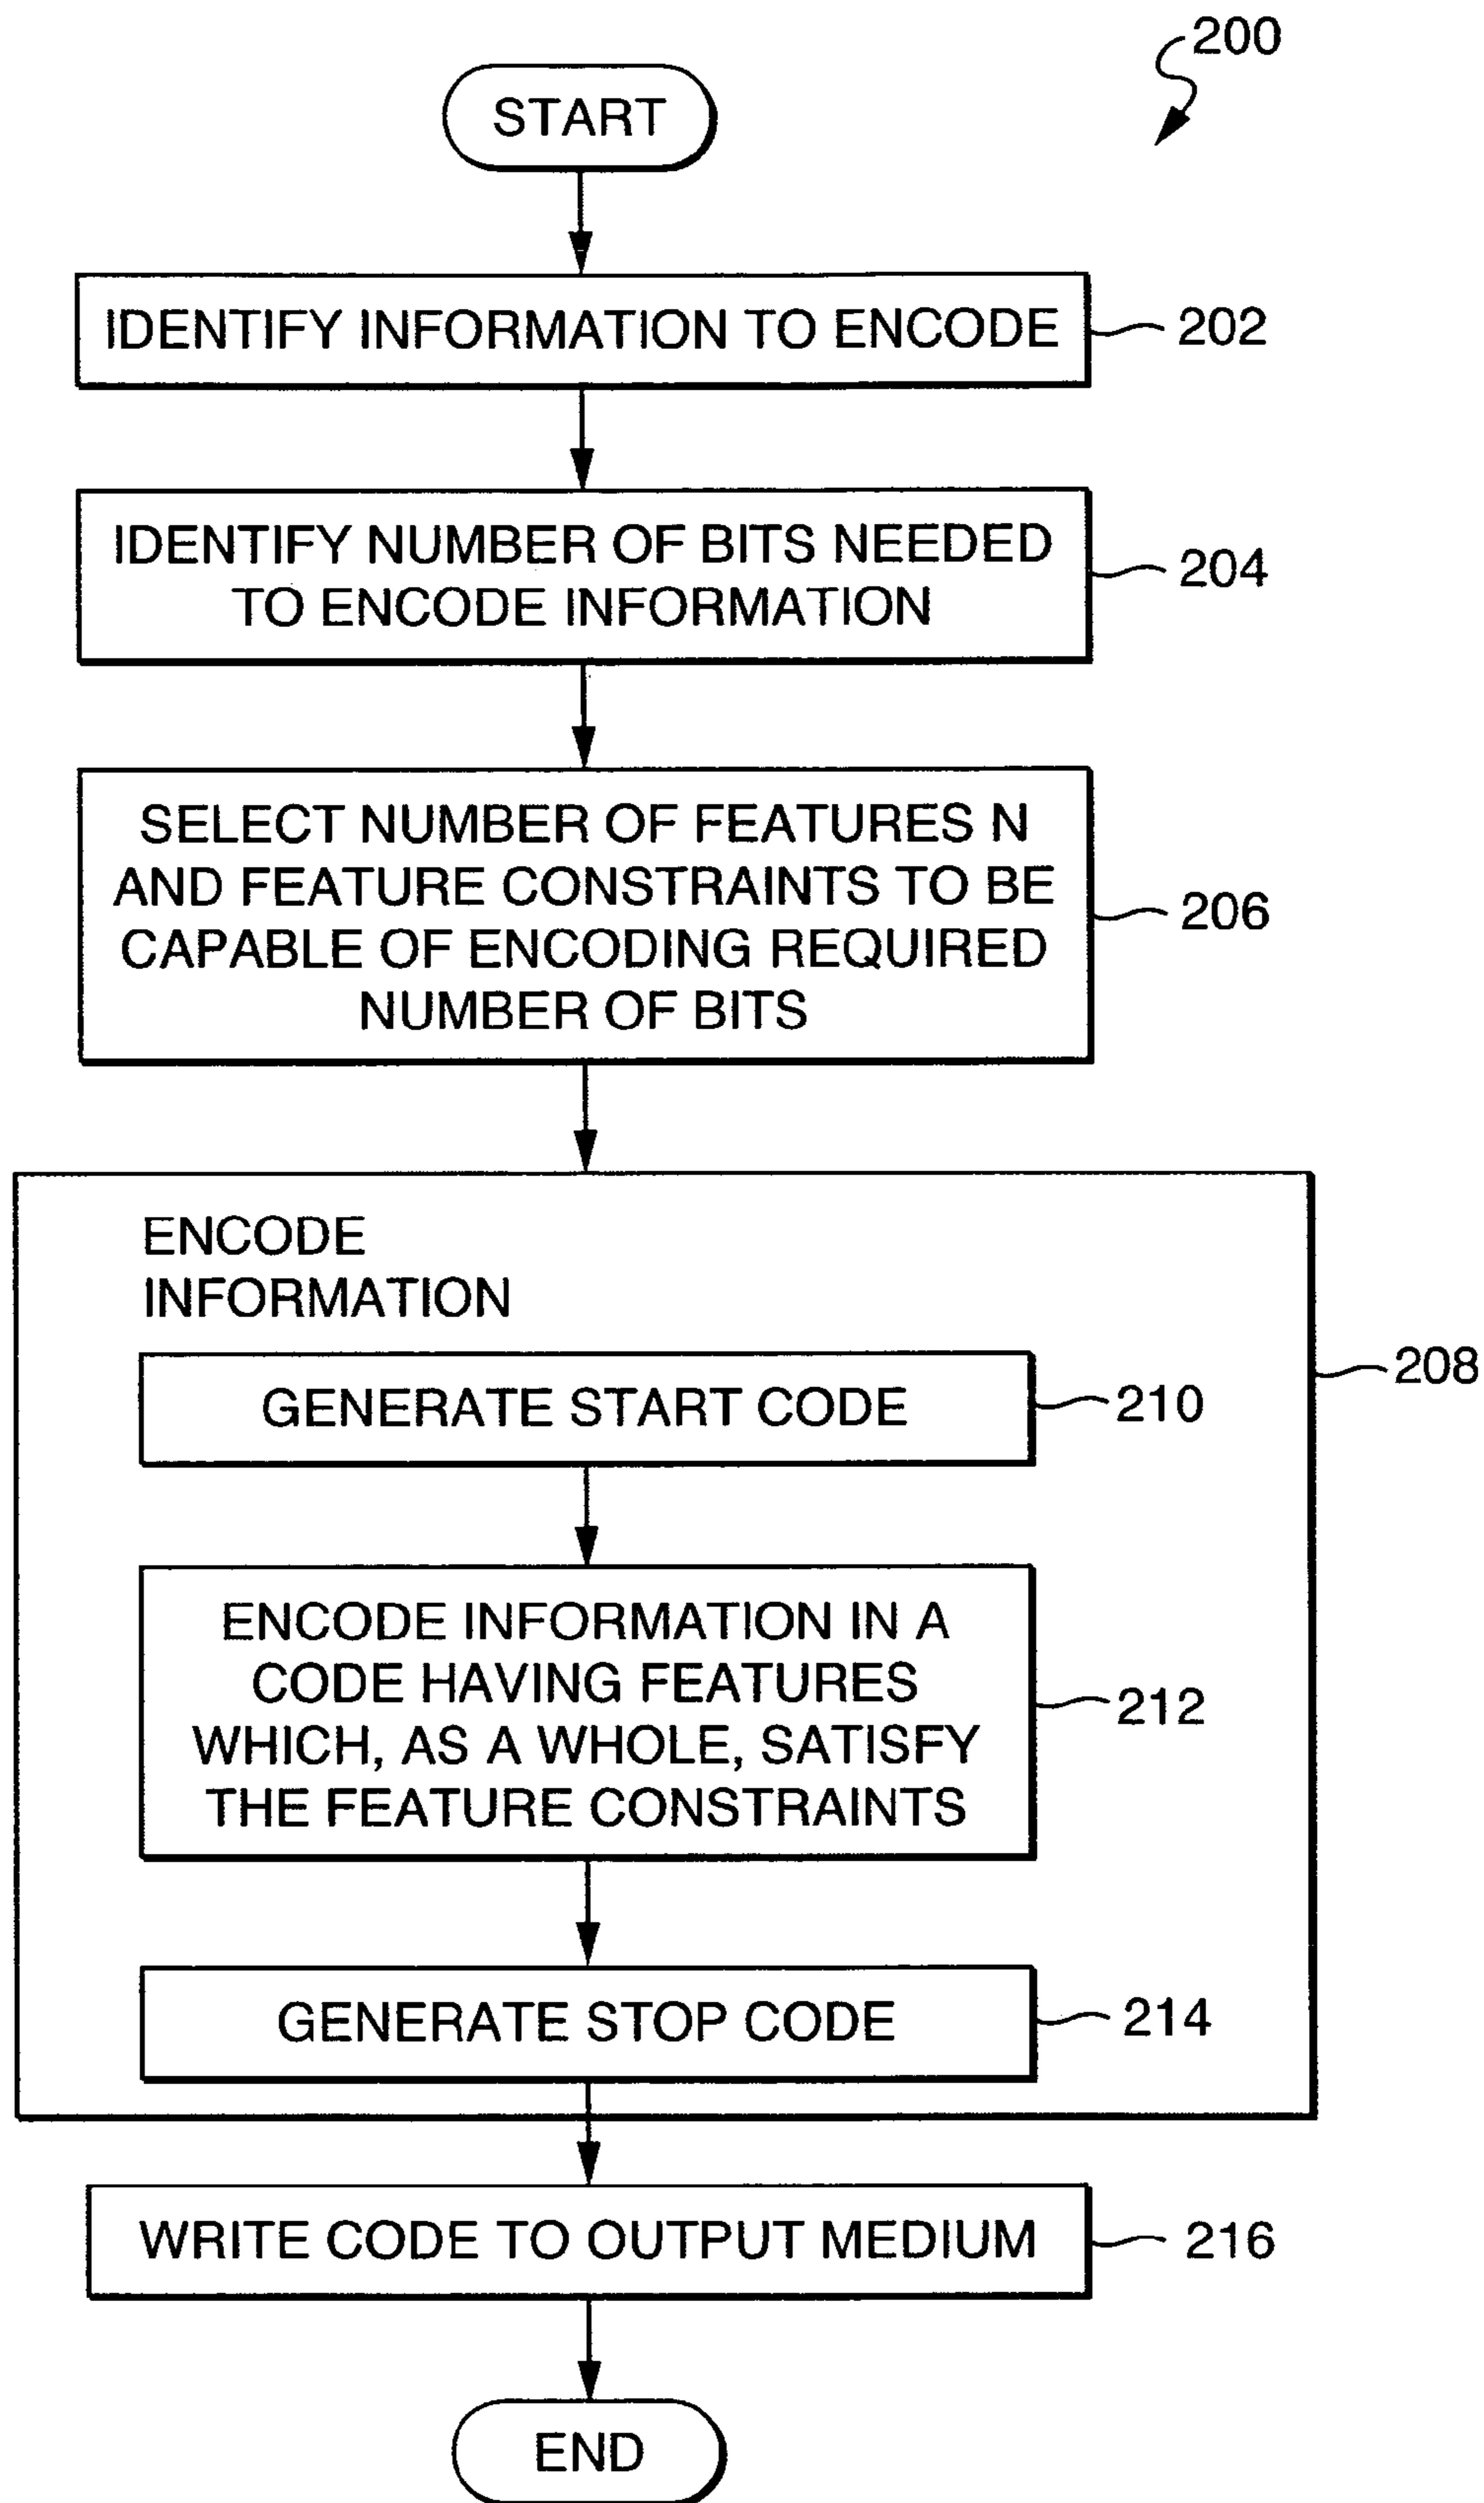 200
START
IDENTIFY INFORMATION TO ENCODE
202
IDENTIFY NUMBER OF BITS NEEDED
TO ENCODE INFORMATION
204
SELECT NUMBER OF FEATURES N
AND FEATURE CONSTRAINTS TO BE
CAPABLE OF ENCODING REQUIRED
NUMBER OF BITS
206
ENCODE
INFORMATION
208
GENERATE START CODE
210
ENCODE INFORMATION IN A
CODE HAVING FEATURES
WHICH, AS A WHOLE, SATISFY
THE FEATURE CONSTRAINTS
212
GENERATE STOP CODE
214
WRITE CODE TO OUTPUT MEDIUM
216
END